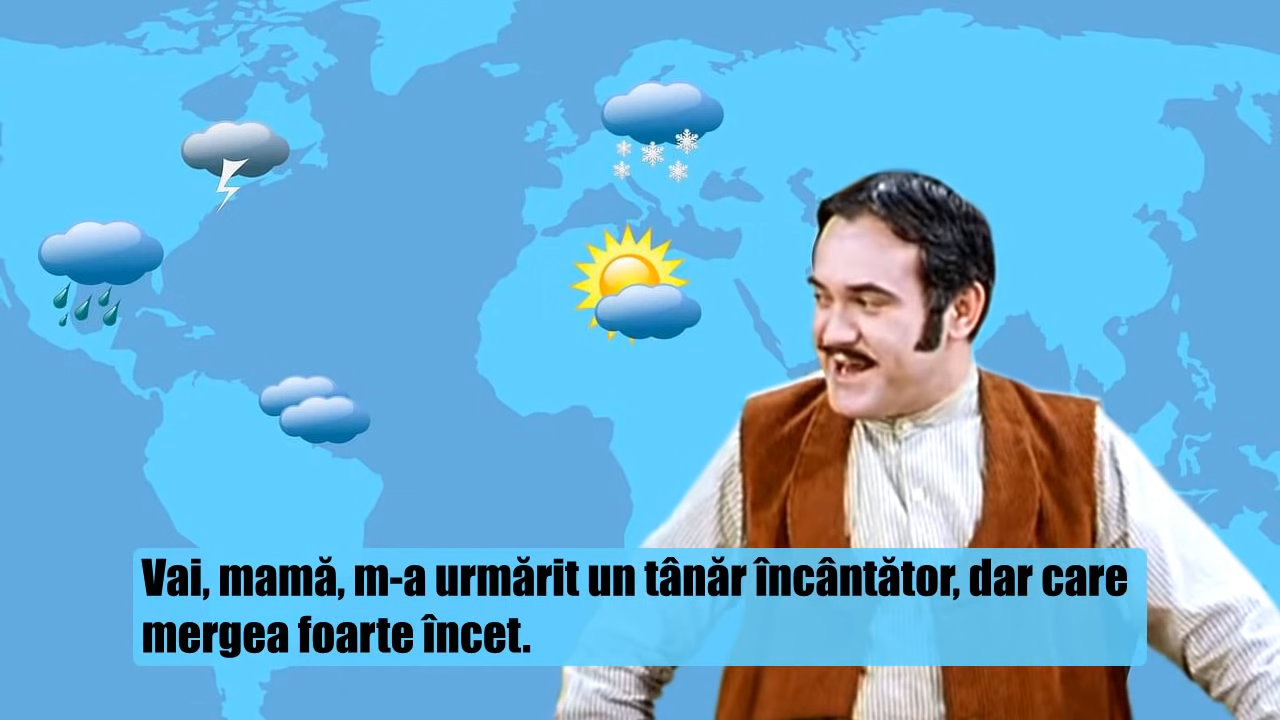 Vai, mamă, m-a urmărit un tânăr încântător, dar care
mergea foarte încet.